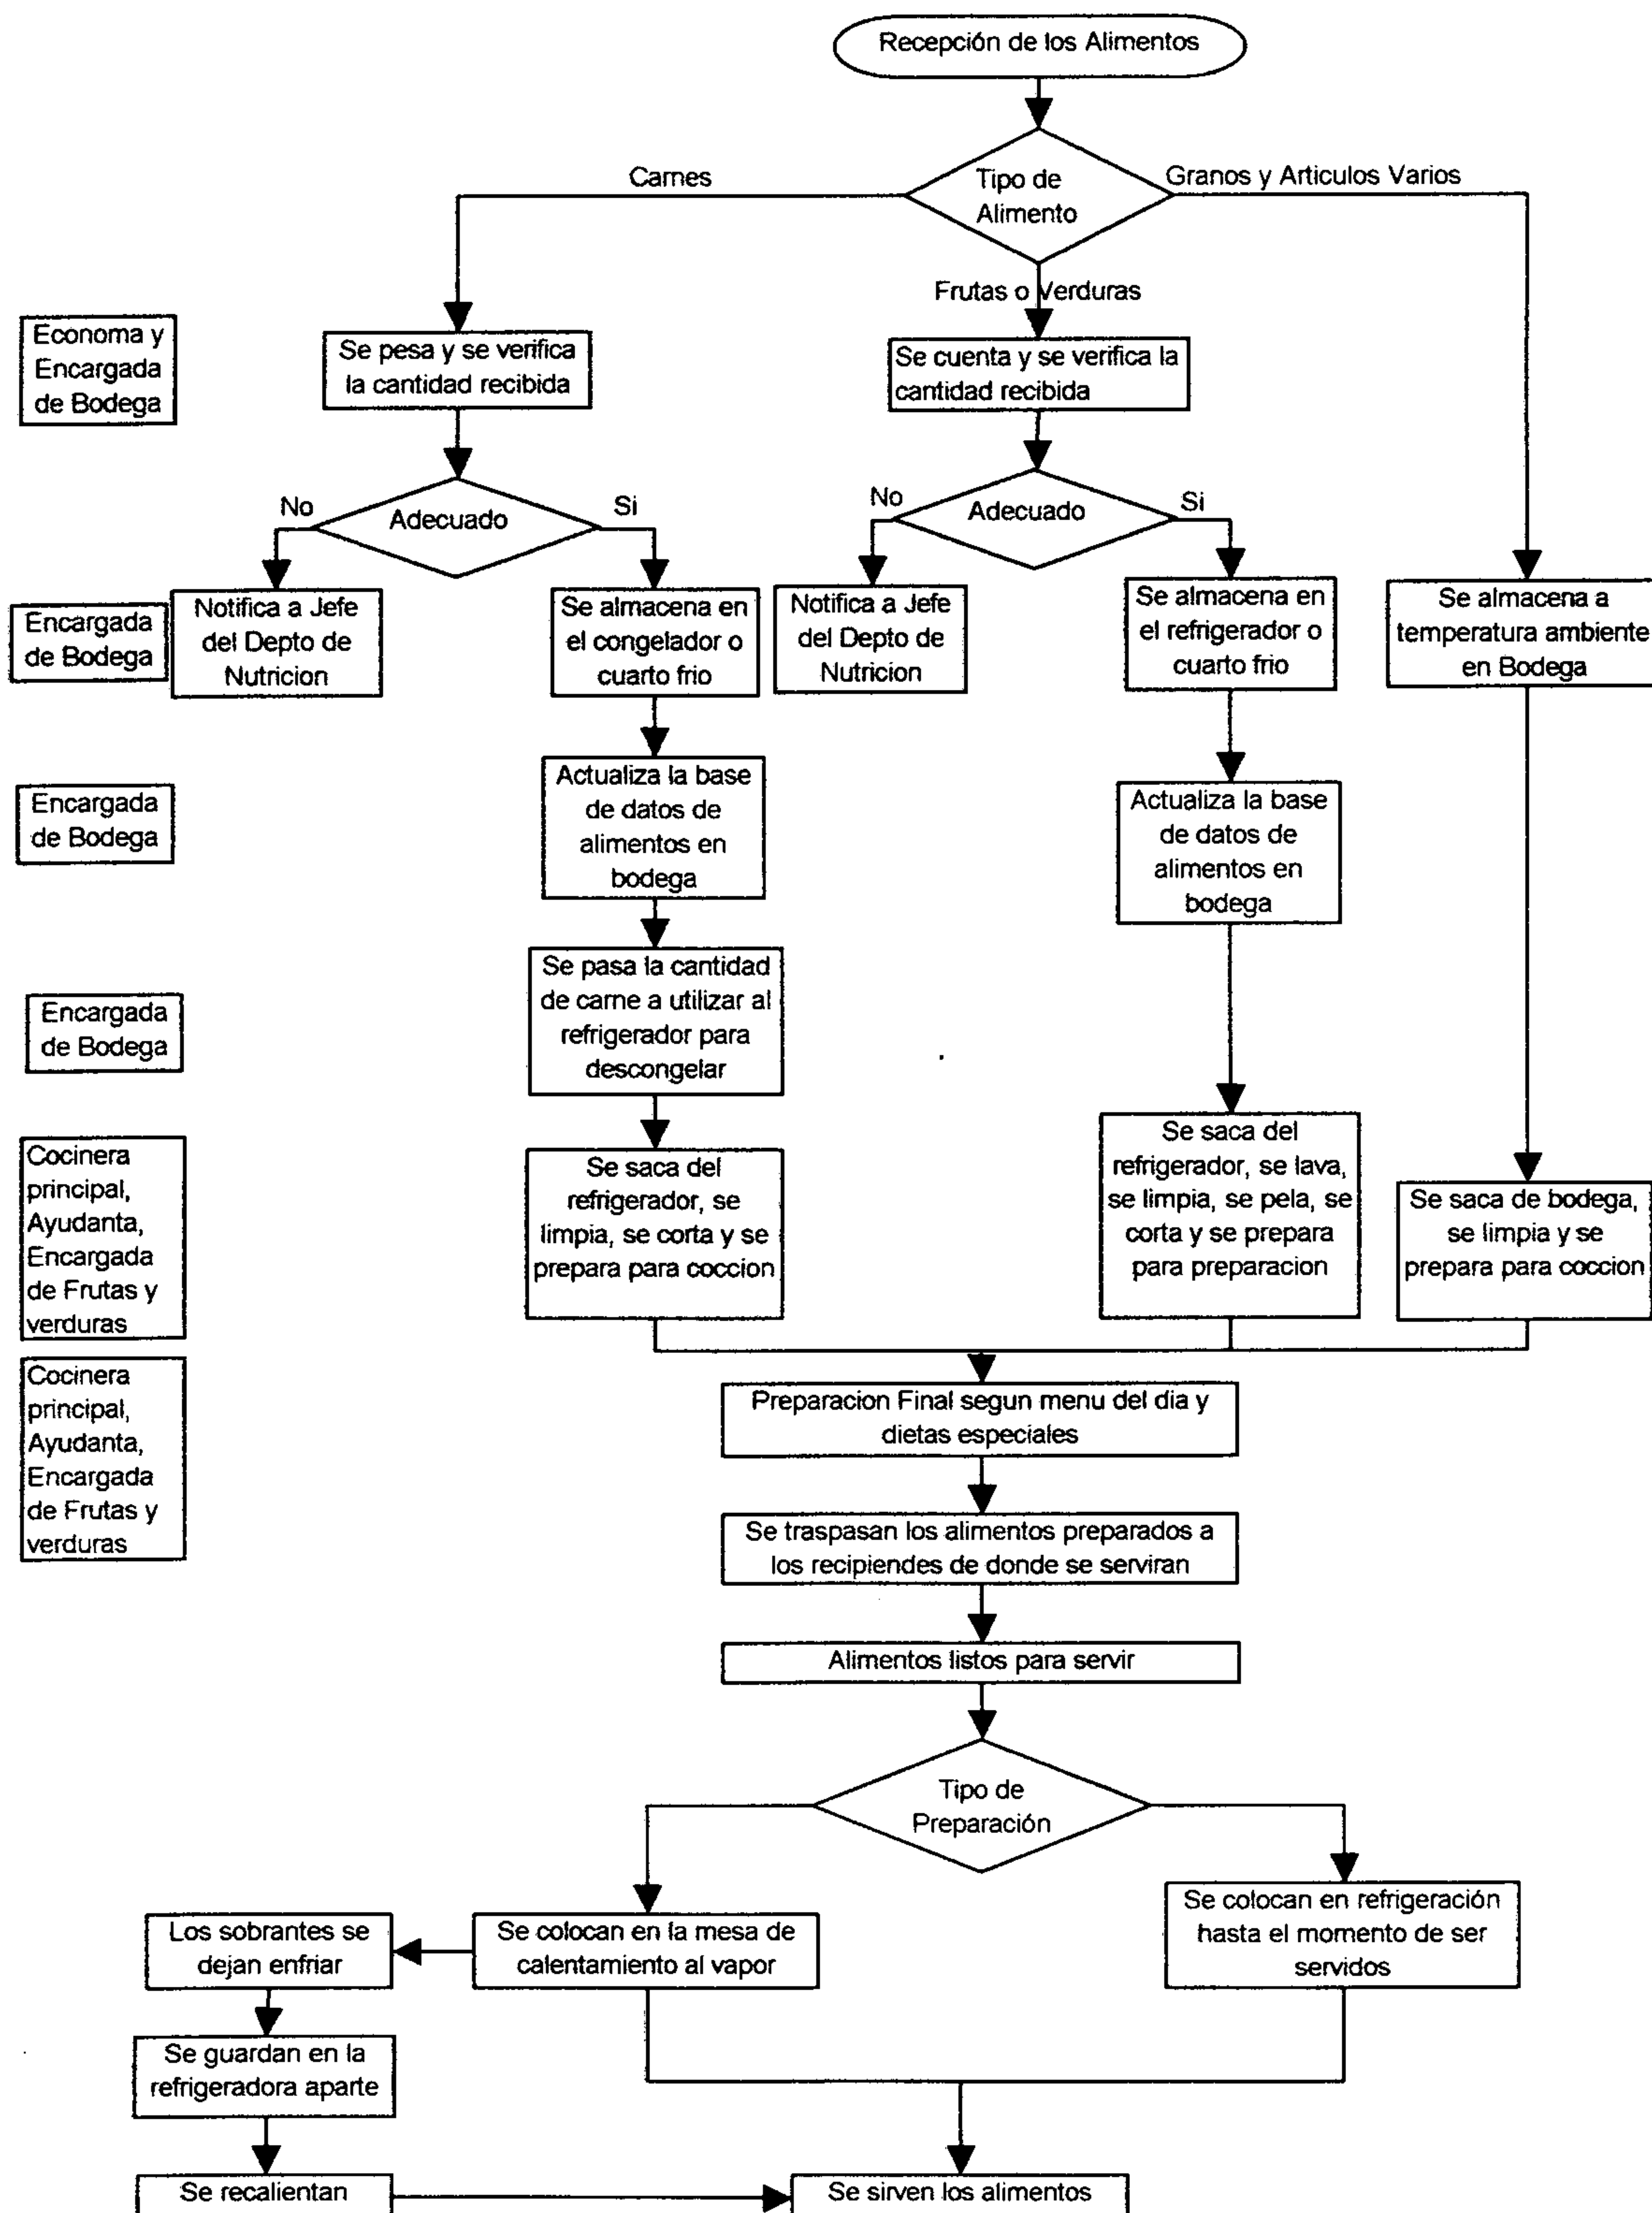 Recepción de los Alimentos
Tipo de
Alimento
Carnes
Granos y Articulos Varios
Frutas o Verduras
Economa y
Encargada
de Bodega
Se pesa y se verifica
la cantidad recibida
Se cuenta y se verifica la
cantidad recibida
No
Adecuado
Si
No
Adecuado
Si
Encargada
de Bodega
Notifica a Jefe
del Depto de
Nutricion
Se almacena en
el congelador o
cuarto frio
Notifica a Jefe
del Depto de
Nutricion
Se almacena en
el refrigerador o
cuarto frio
Se almacena a
temperatura ambiente
en Bodega
Encargada
de Bodega
Actualiza la base
de datos de
alimentos en
bodega
Actualiza la base
de datos de
alimentos en
bodega
Encargada
de Bodega
Se pasa la cantidad
de carne a utilizar al
refrigerador para
descongelar
Cocinera
principal,
Ayudanta,
Encargada
de Frutas y
verduras
Se saca del
refrigerador, se
limpia, se corta y se
prepara para coccion
Se saca del
refrigerador, se lava,
se limpia, se pela, se
corta y se prepara
para preparacion
Se saca de bodega,
se limpia y se
prepara para coccion
Cocinera
principal,
Ayudanta,
Encargada
de Frutas y
verduras
Preparacion Final segun menu del dia y
dietas especiales
Se traspasan los alimentos preparados a
los recipiendes de donde se serviran
Alimentos listos para servir
Tipo de
Preparación
Los sobrantes se
dejan enfriar
Se colocan en la mesa de
calentamiento al vapor
Se colocan en refrigeración
hasta el momento de ser
servidos
Se guardan en la
refrigeradora aparte
Se recalientan
Se sirven los alimentos